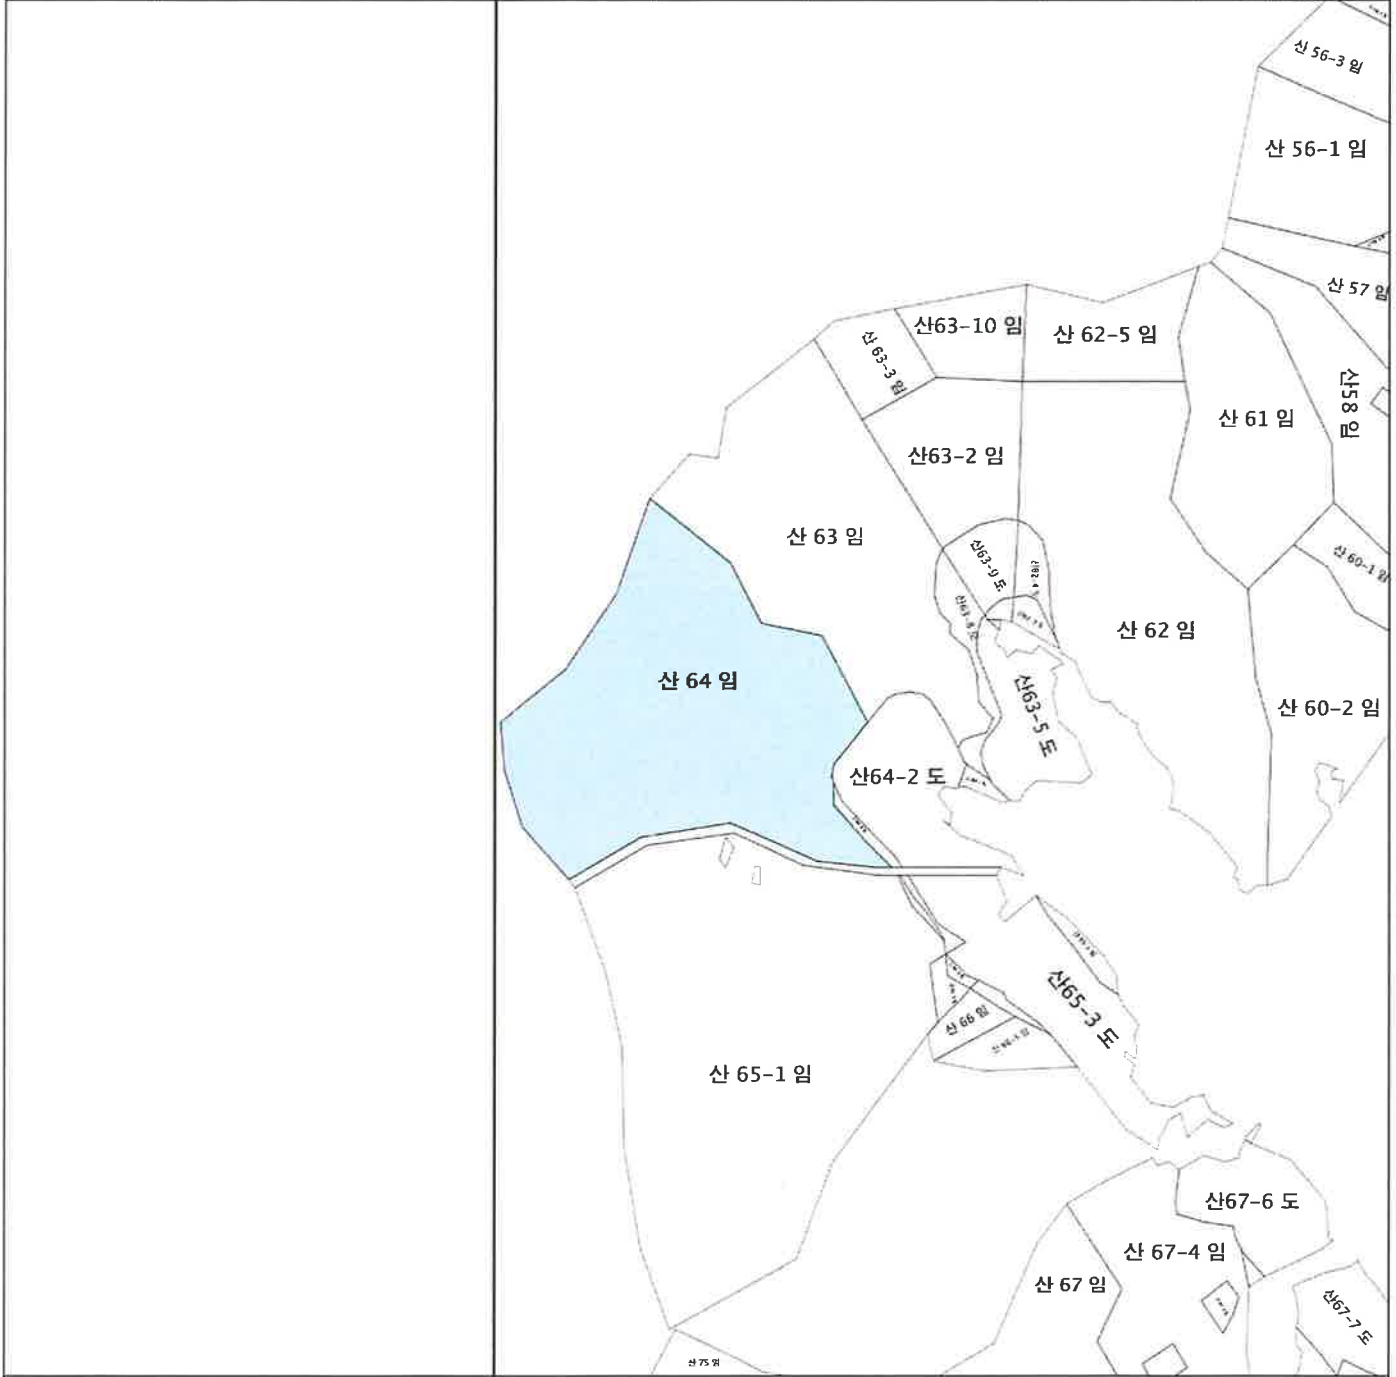 산 56-3 임
산 56-1 임
산 57 임
산63-10 임
산 62-5 임
산 63-3 임
산58 임
산 61 임
산63-2 임
산 63 임
산63-9 도
산 60-1 임
산63-8 도
산 62 임
산 64 임
산63-5 도
산 60-2 임
산64-2 도
산65-3 도
산 66 임
산 65-1 임
산67-6 도
산 67-4 임
산 67 임
산67-7 도
산 75 임